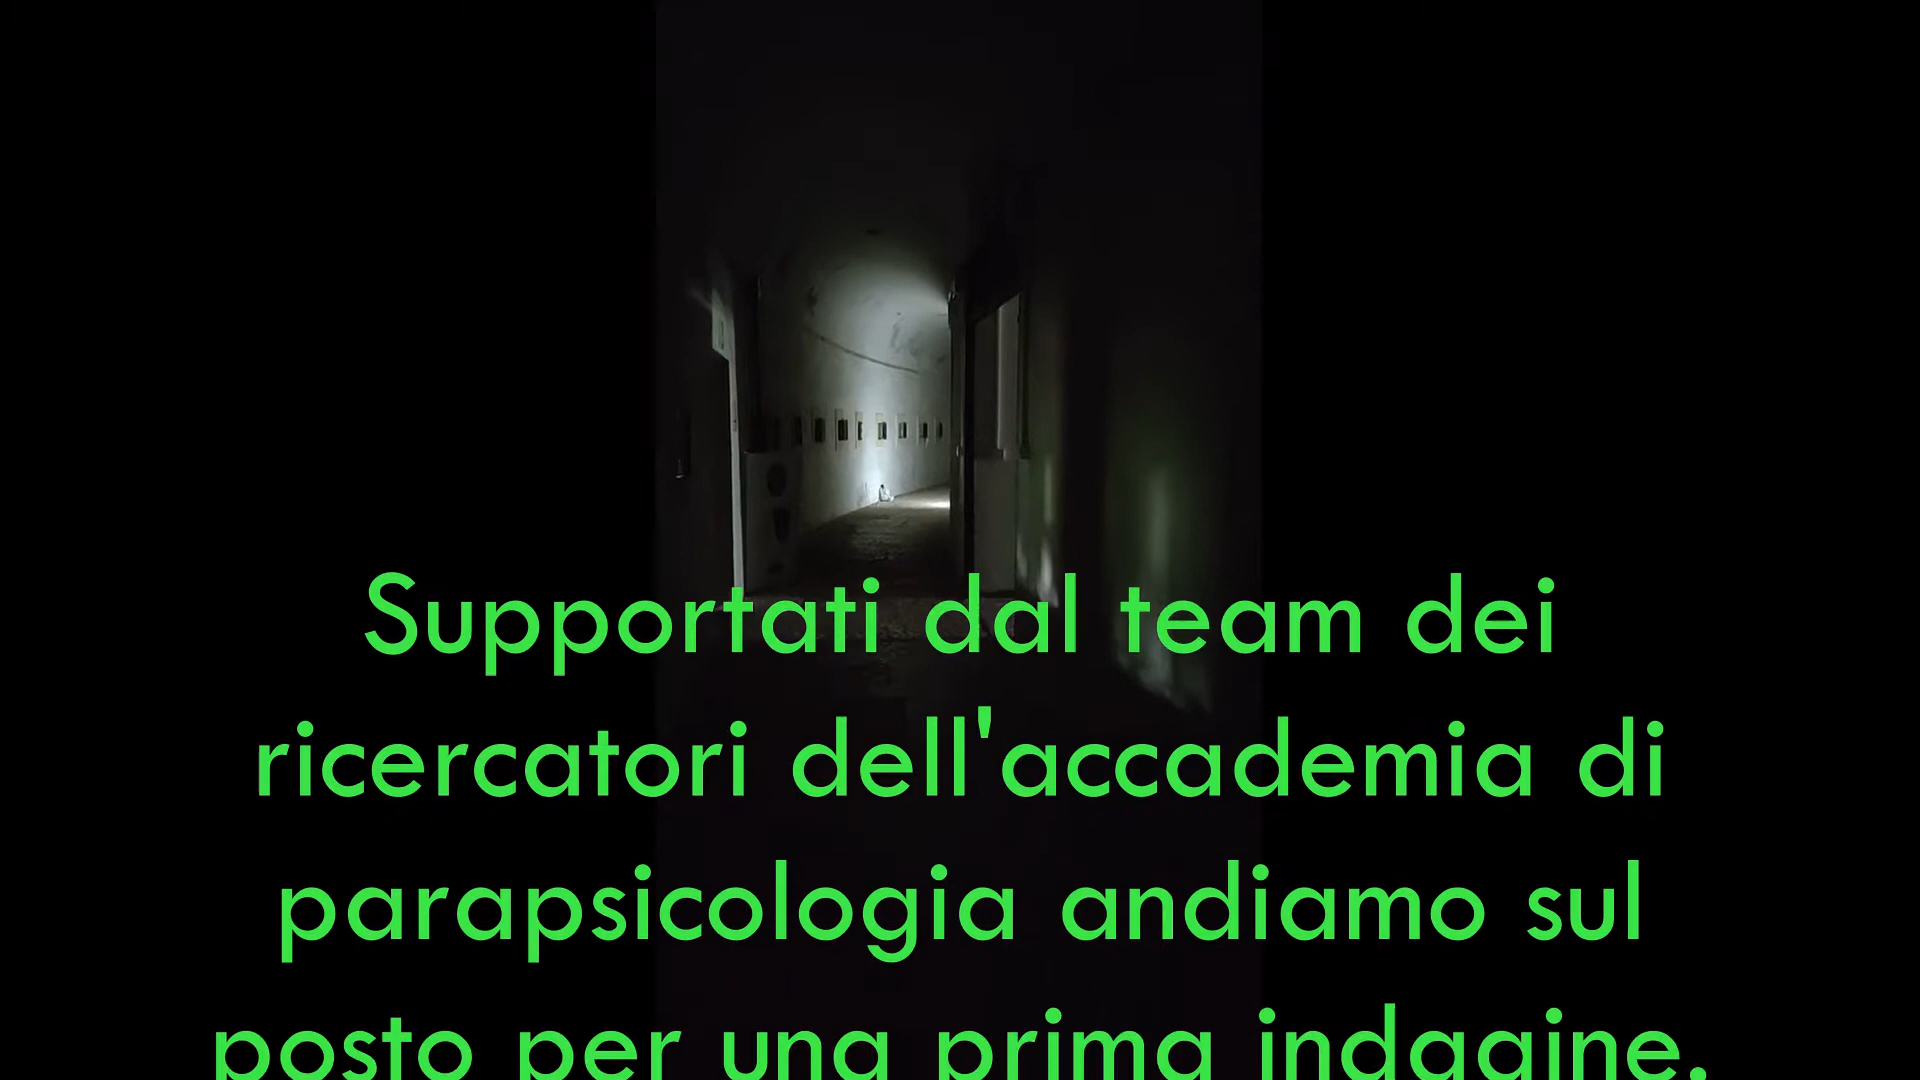 Supportati dal team dei
ricercatori dell'accademia di
parapsicologia andiamo sul
posto per una prima indagine.